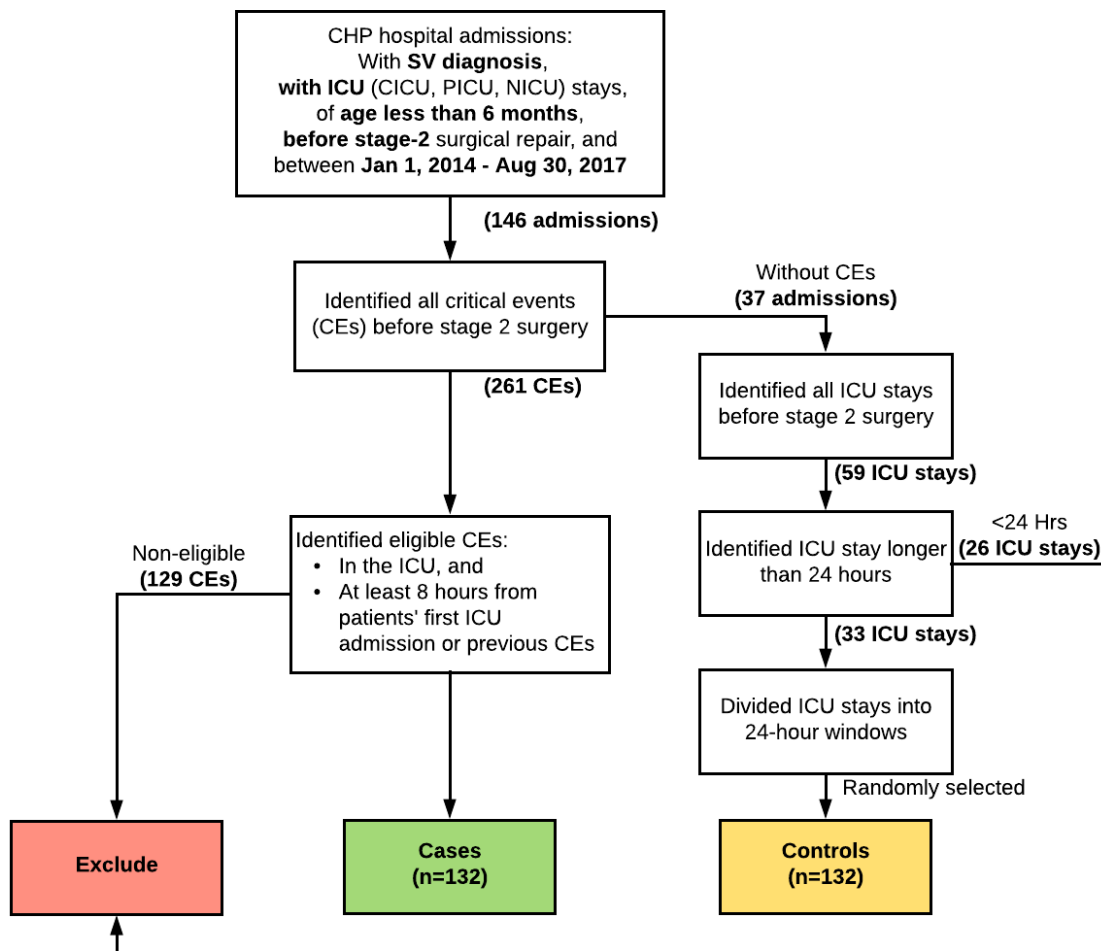 CHP hospital admissions:
With SV diagnosis,
with ICU (CICU, PICU, NICU) stays,
of age less than 6 months,
before stage-2 surgical repair, and
between Jan 1, 2014 - Aug 30, 2017
(146 admissions)
Identified all critical events
(CEs) before stage 2 surgery
Without CEs
(37 admissions)
(261 CEs)
Identified all ICU stays
before stage 2 surgery
(59 ICU stays)
Non-eligible
(129 CEs)
Identified eligible CEs:
• In the ICU, and
• At least 8 hours from
patients' first ICU
admission or previous CEs
Identified ICU stay longer
than 24 hours
<24 Hrs
(26 ICU stays)
(33 ICU stays)
Divided ICU stays into
24-hour windows
Randomly selected
Exclude
Cases
(n=132)
Controls
(n=132)